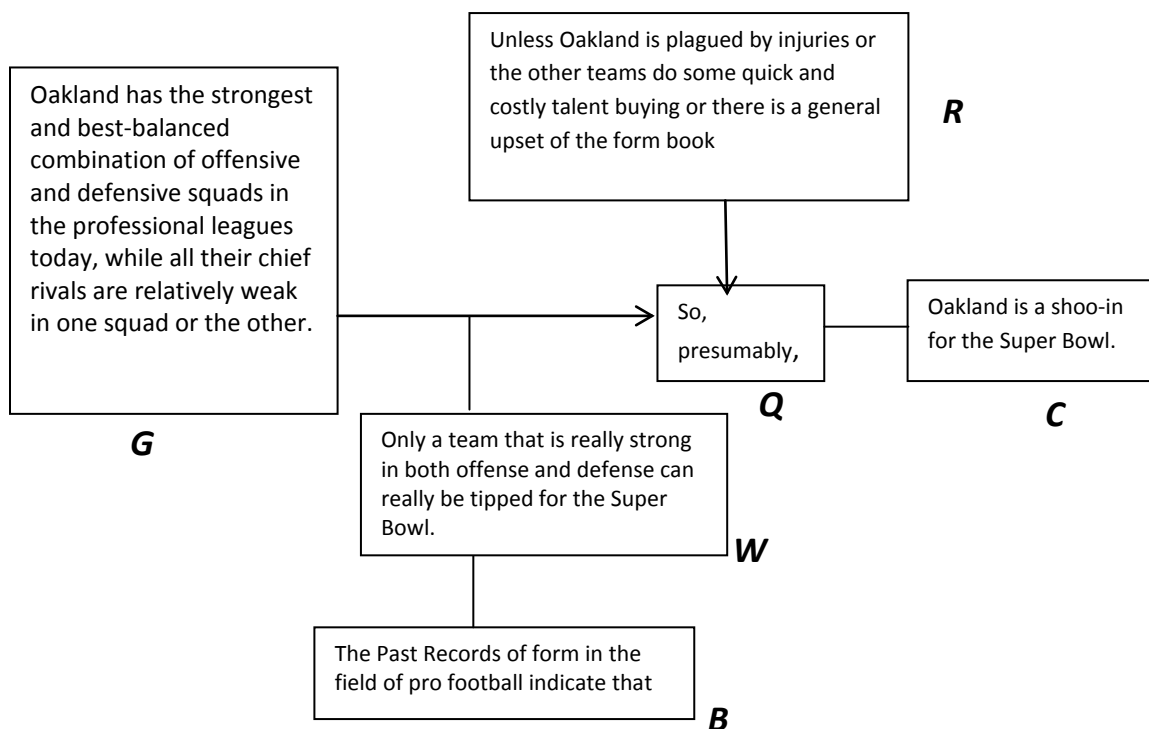 Unless Oakland is plagued by injuries or
the other teams do some quick and
costly talent buying or there is a general
upset of the form book
R
Oakland has the strongest
and best-balanced
combination of offensive
and defensive squads in
the professional leagues
today, while all their chief
rivals are relatively weak
in one squad or the other.
G
So,
presumably,
Q
Oakland is a shoo-in
for the Super Bowl.
C
Only a team that is really strong
in both offense and defense can
really be tipped for the Super
Bowl.
W
The Past Records of form in the
field of pro football indicate that
B